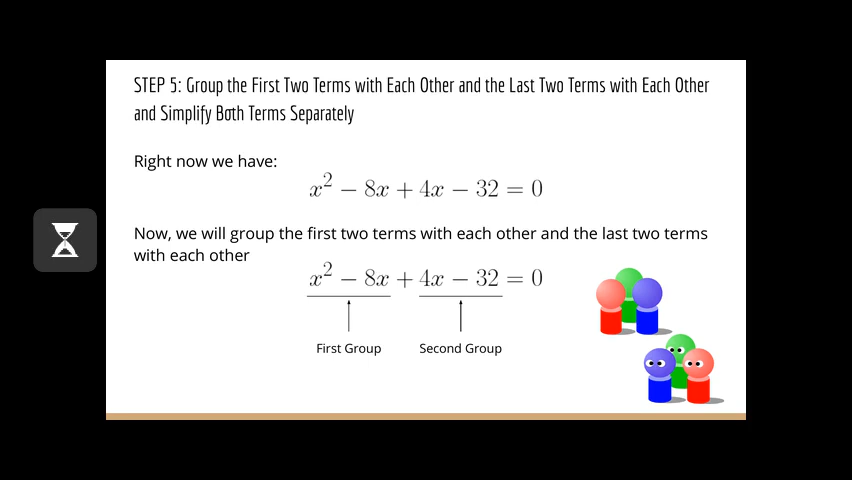 STEP 5: Group the First Two Terms with Each Other and the Last Two Terms with Each Other
and Simplify Both Terms Separately
Right now we have:
x² − 8x + 4x − 32 = 0
Now, we will group the first two terms with each other and the last two terms
with each other
x² − 8x + 4x − 32 = 0
First Group Second Group